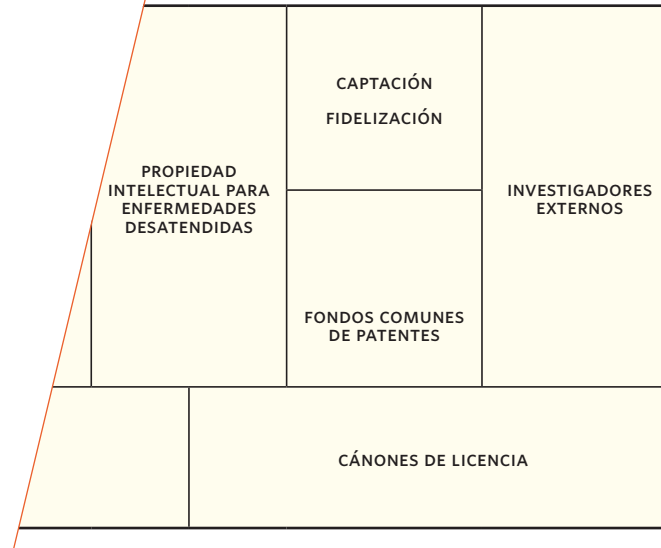 PROPIEDAD
INTELECTUAL PARA
ENFERMEDADES
DESATENDIDAS
CAPTACIÓN
FIDELIZACIÓN
FONDOS COMUNES
DE PATENTES
INVESTIGADORES
EXTERNOS
CÁNONES DE LICENCIA